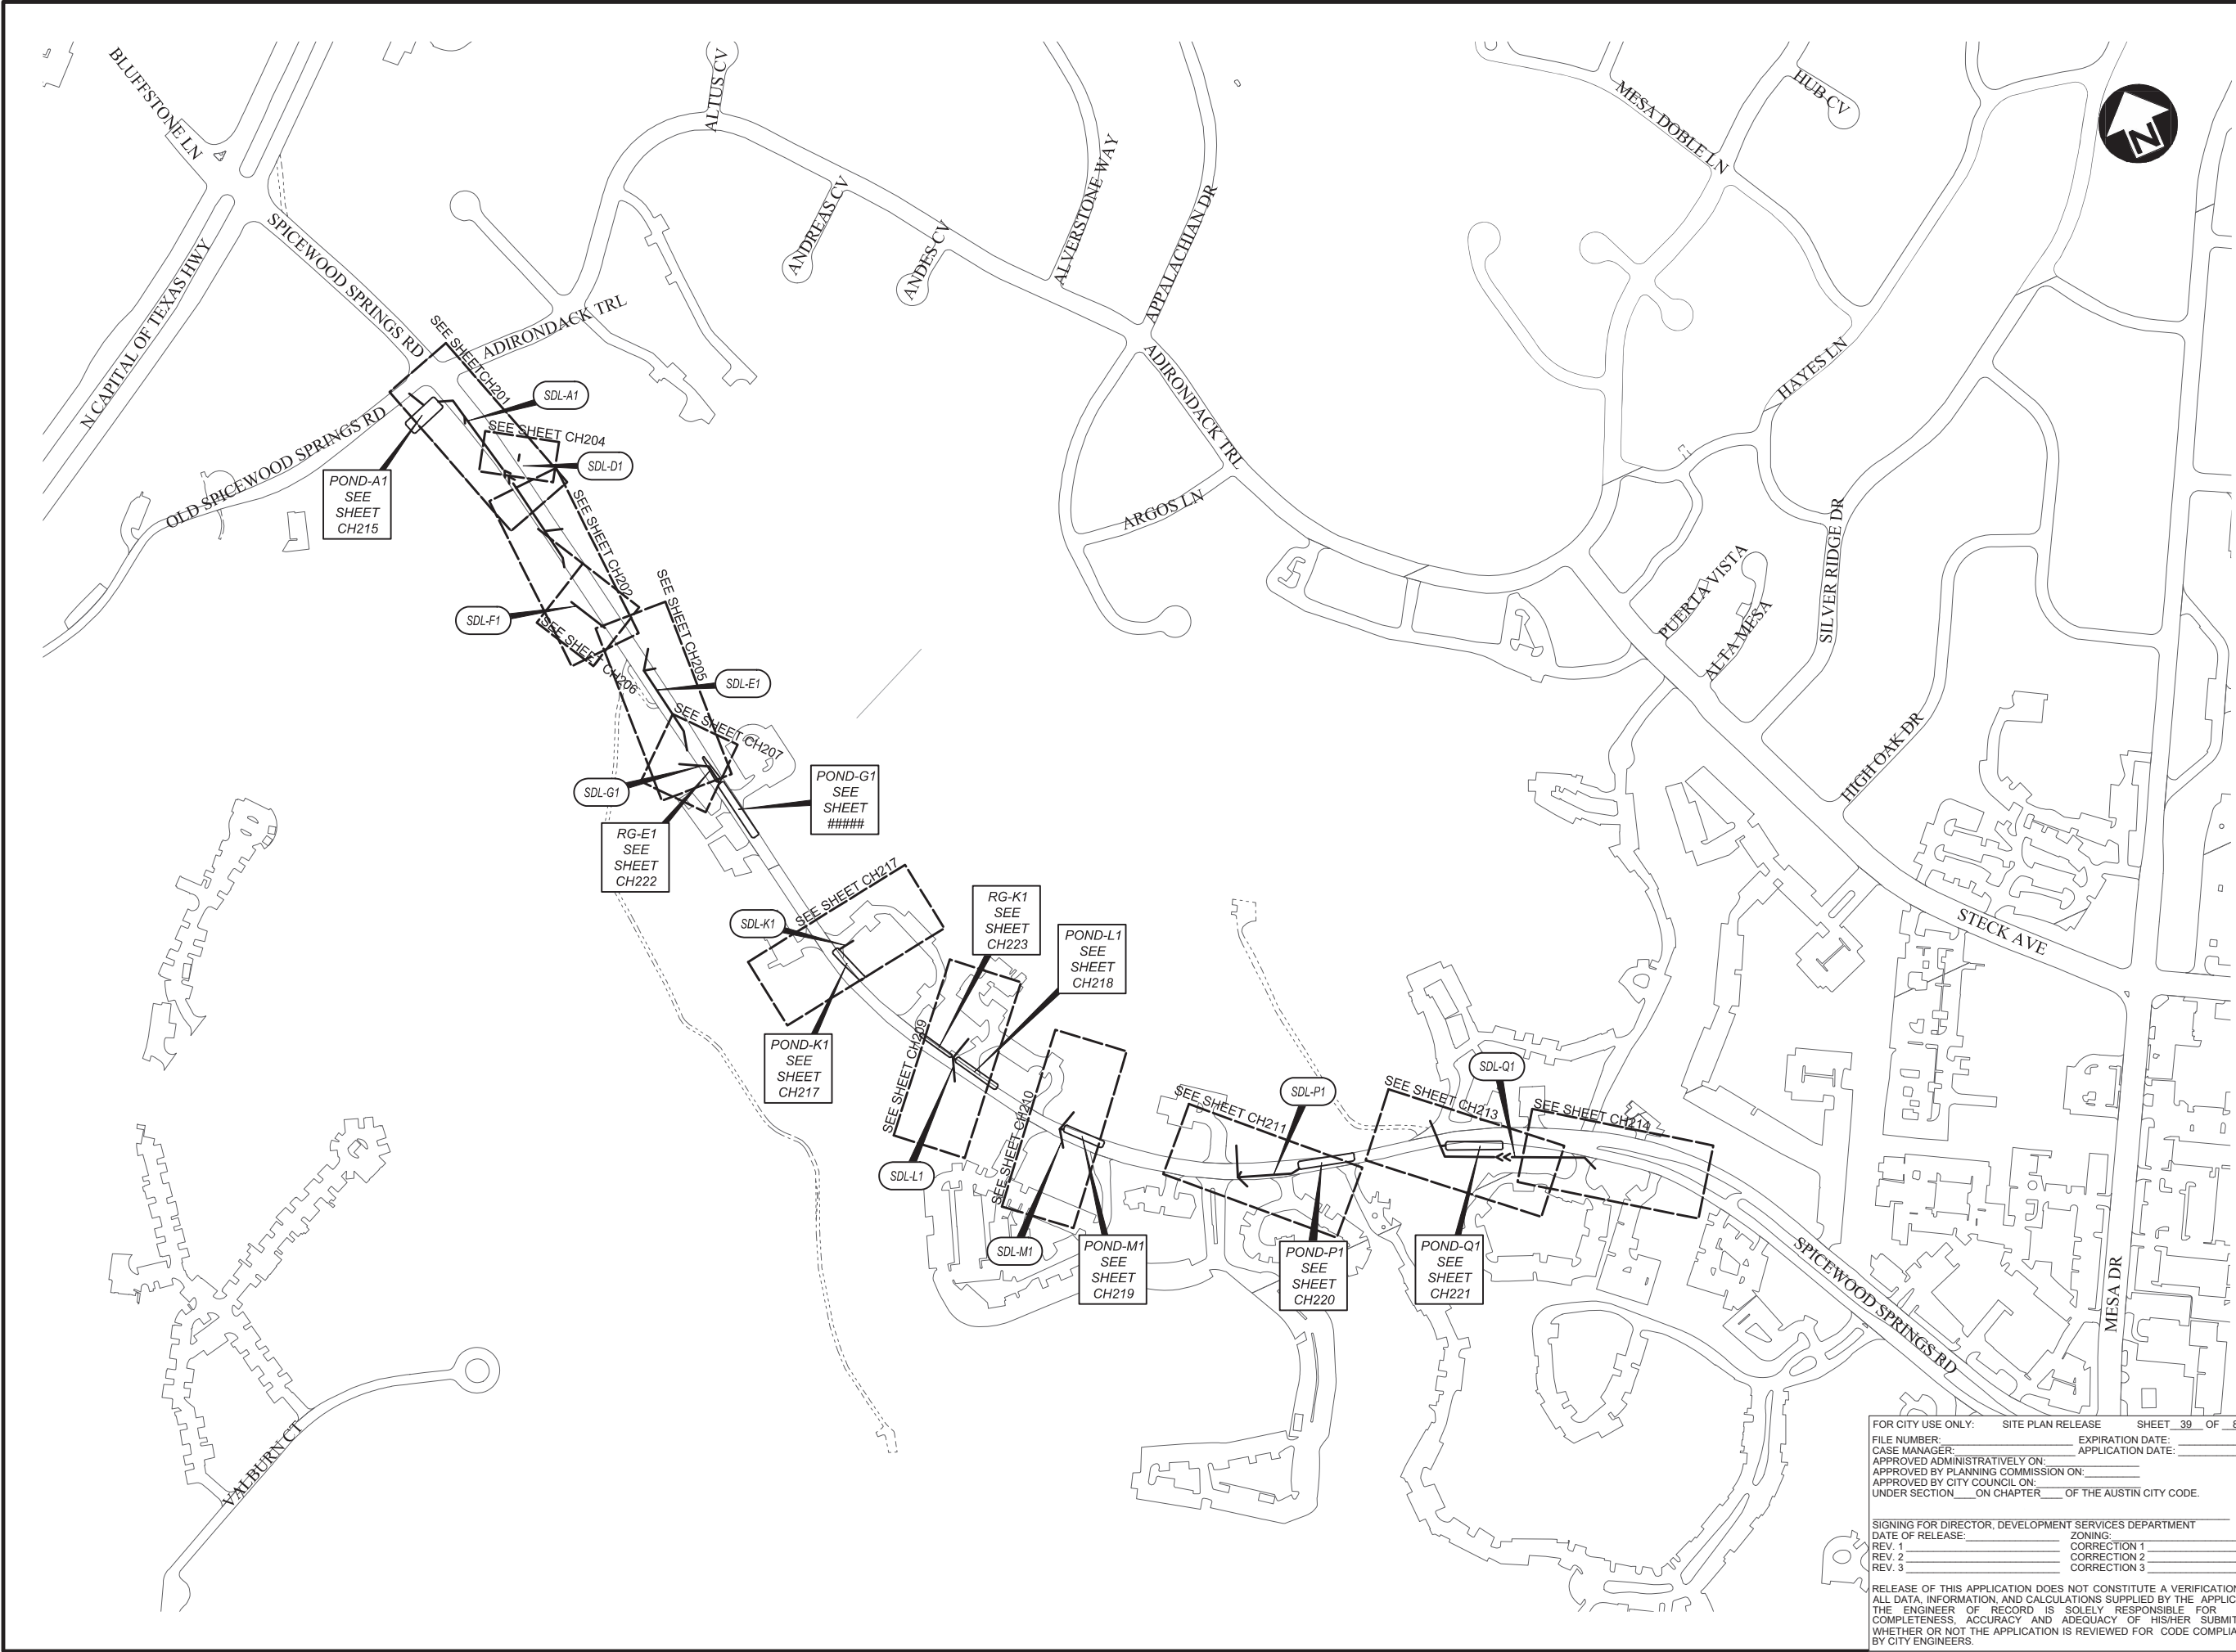 BLUFFSTONE LN
ALTUS CV
HUB CV
MESA DOBLE LN
N
ALVERSTONE WAY
ANDREAS CV
APPALACHIAN DR
ANDES CV
SPICEWOOD SPRINGS RD
N CAPITAL OF TEXAS HWY
ADIRONDACK TRL
SEE SHEETCH201
SDL-A1
ADIRONDACK TRL
HAYES LN
OLD SPICEWOOD SPRINGS RD
SEE SHEET CH204
SDL-D1
POND-A1
SEE
SHEET
CH215
ARGOS LN
SEE SHEET CH202
SILVER RIDGE DR
PUERTA VISTA
ALTA MESA
SDL-F1
SEE SHEET CH206
SEE SHEET CH205
SDL-E1
SEE SHEET CH207
HIGH OAK DR
SDL-G1
POND-G1
SEE
SHEET
#####
RG-E1
SEE
SHEET
CH222
SEE SHEET CH217
SDL-K1
RG-K1
SEE
SHEET
CH223
POND-L1
SEE
SHEET
CH218
STECK AVE
POND-K1
SEE
SHEET
CH217
SEE SHEET CH209
SEE SHEET CH210
SDL-L1
SEE SHEET CH211
SDL-P1
SEE SHEET CH213
SDL-Q1
SEE SHEET CH214
SDL-M1
POND-M1
SEE
SHEET
CH219
POND-P1
SEE
SHEET
CH220
POND-Q1
SEE
SHEET
CH221
SPICEWOOD SPRINGS RD
MESA DR
VALBURN CT
FOR CITY USE ONLY: SITE PLAN RELEASE SHEET 39 OF
FILE NUMBER: EXPIRATION DATE:
CASE MANAGER: APPLICATION DATE:
APPROVED ADMINISTRATIVELY ON:
APPROVED BY PLANNING COMMISSION ON:
APPROVED BY CITY COUNCIL ON:
UNDER SECTION____ON CHAPTER____ OF THE AUSTIN CITY CODE.
SIGNING FOR DIRECTOR, DEVELOPMENT SERVICES DEPARTMENT
DATE OF RELEASE: ZONING:
REV. 1 CORRECTION 1
REV. 2 CORRECTION 2
REV. 3 CORRECTION 3
RELEASE OF THIS APPLICATION DOES NOT CONSTITUTE A
ALL DATA, INFORMATION, AND CALCULATIONS SUPPLIED BY THE
THE ENGINEER OF RECORD IS SOLELY RESPONSIBLE FOR
COMPLETENESS, ACCURACY AND ADEQUACY OF HIS/HER
WHETHER OR NOT THE APPLICATION IS REVIEWED FOR CODE
BY CITY ENGINEERS.